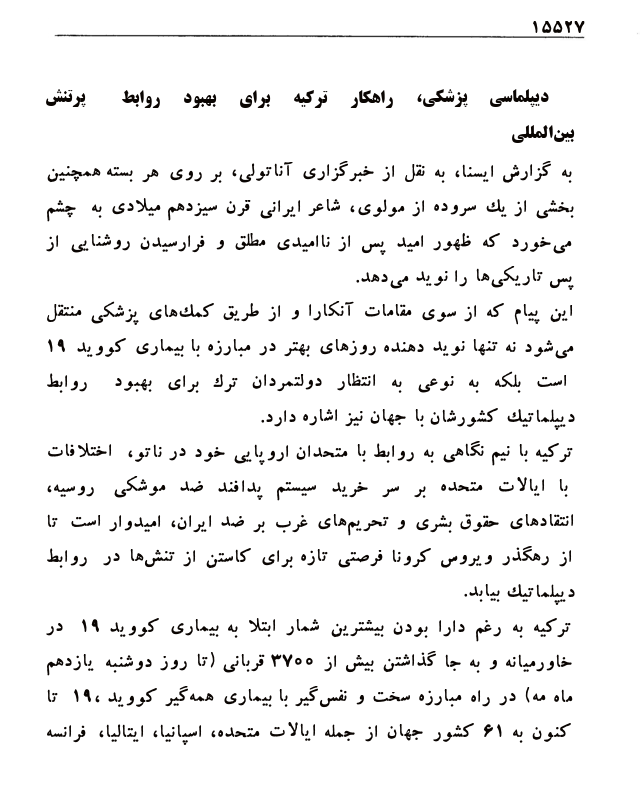 ۱۵۵۲۷
دیپلماسی پزشکی، راهکار ترکیه برای بهبود روابط پرتنش
بین‌المللی
به گزارش ایسنا، به نقل از خبرگزاری آناتولی، بر روی هر بسته همچنین
بخشی از یك سروده از مولوی، شاعر ایرانی قرن سیزدهم میلادی به چشم
می‌خورد که ظهور امید پس از ناامیدی مطلق و فرارسیدن روشنایی از
پس تاریکی‌ها را نوید می‌دهد.
این پیام که از سوی مقامات آنکارا و از طریق کمك‌های پزشکی منتقل
می‌شود نه تنها نوید دهنده روزهای بهتر در مبارزه با بیماری کووید ۱۹
است بلکه به نوعی به انتظار دولتمردان ترك برای بهبود روابط
دیپلماتیك کشورشان با جهان نیز اشاره دارد.
ترکیه با نیم نگاهی به روابط با متحدان اروپایی خود در ناتو، اختلافات
با ایالات متحده بر سر خرید سیستم پدافند ضد موشکی روسیه،
انتقادهای حقوق بشری و تحریم‌های غرب بر ضد ایران، امیدوار است تا
از رهگذر ویروس کرونا فرصتی تازه برای کاستن از تنش‌ها در روابط
دیپلماتیك بیابد.
ترکیه به رغم دارا بودن بیشترین شمار ابتلا به بیماری کووید ۱۹ در
خاورمیانه و به جا گذاشتن بیش از ۳۷۰۰ قربانی (تا روز دوشنبه یازدهم
ماه مه) در راه مبارزه سخت و نفس‌گیر با بیماری همه‌گیر کووید ،۱۹ تا
کنون به ۶۱ کشور جهان از جمله ایالات متحده، اسپانیا، ایتالیا، فرانسه